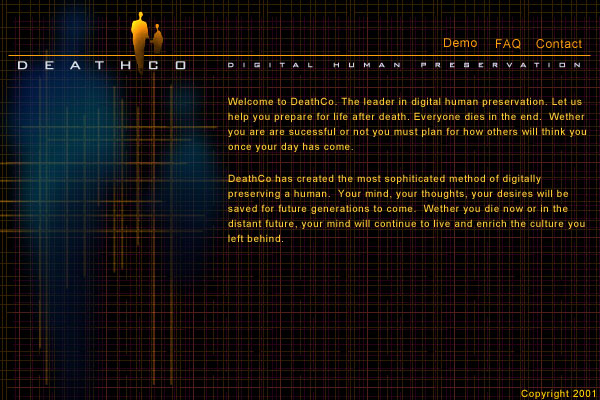 Demo FAQ Contact
DEATHCO DIGITAL HUMAN PRESERVATION
Welcome to DeathCo. The leader in digital human preservation. Let us
help you prepare for life after death. Everyone dies in the end. Wether
you are are sucessful or not you must plan for how others will think you
once your day has come.
DeathCo has created the most sophiticated method of digitally
preserving a human. Your mind, your thoughts, your desires will be
saved for future generations to come. Wether you die now or in the
distant future, your mind will continue to live and enrich the culture you
left behind.
Copyright 2001